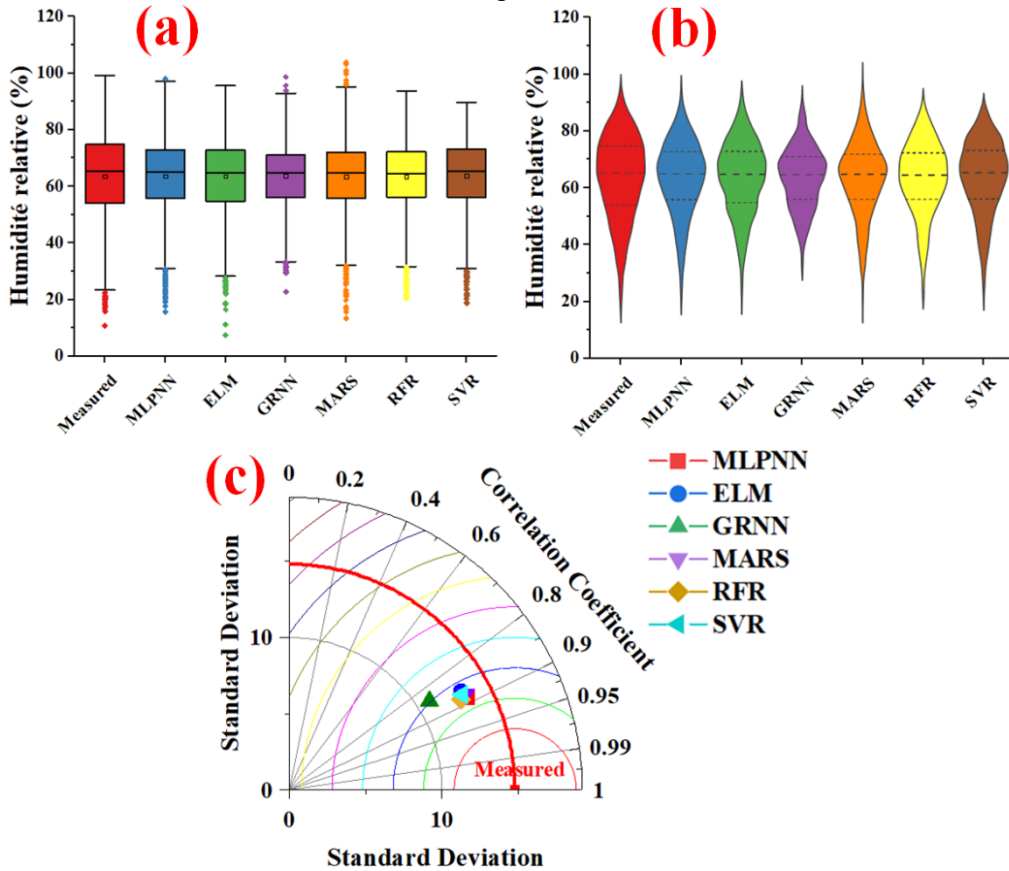 (a)
Humidité relative (%)
120
100
80
60
40
20
0
Measured
MLPNN
ELM
GRNN
MARS
RFR
SVR
(b)
Humidité relative (%)
120
100
80
60
40
20
0
Measured
MLPNN
ELM
GRNN
MARS
RFR
SVR
(c)
Standard Deviation
10
0
0
10
Standard Deviation
0
0.2
0.4
0.6
0.8
0.9
0.95
0.99
1
Correlation Coefficient
Measured
MLPNN
ELM
GRNN
MARS
RFR
SVR